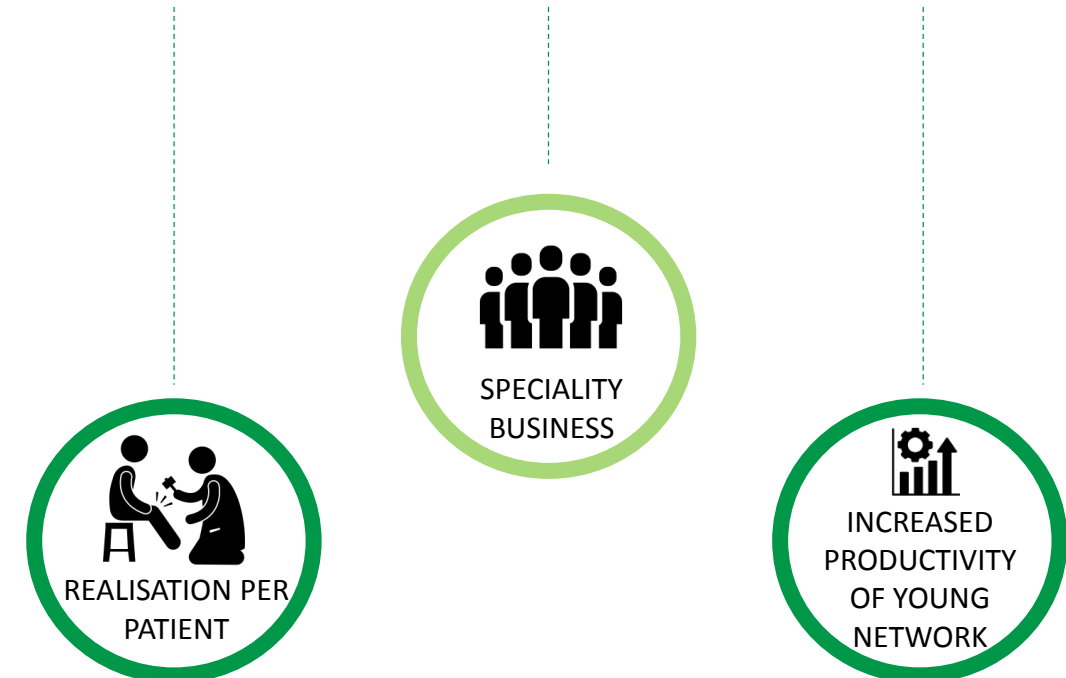 REALISATION PER
PATIENT
SPECIALITY
BUSINESS
INCREASED
PRODUCTIVITY
OF YOUNG
NETWORK